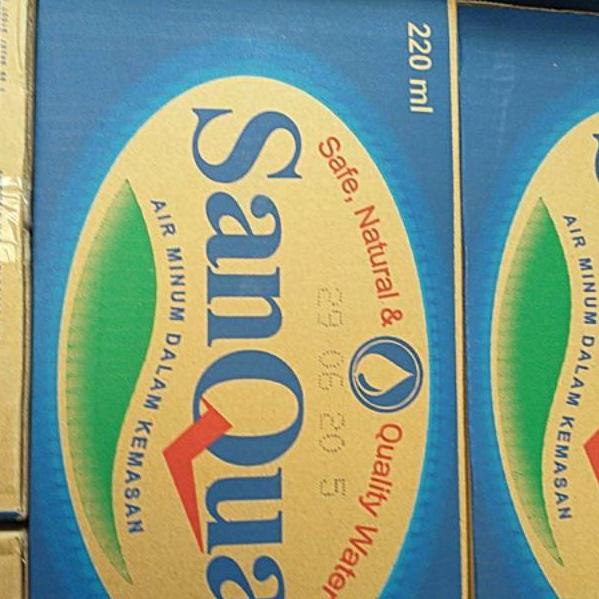 220 ml
Safe, Natural & Quality Water
29 06 20 5
SanQua
AIR MINUM DALAM KEMASAN
AIR MINUM DALAM KEMASAN